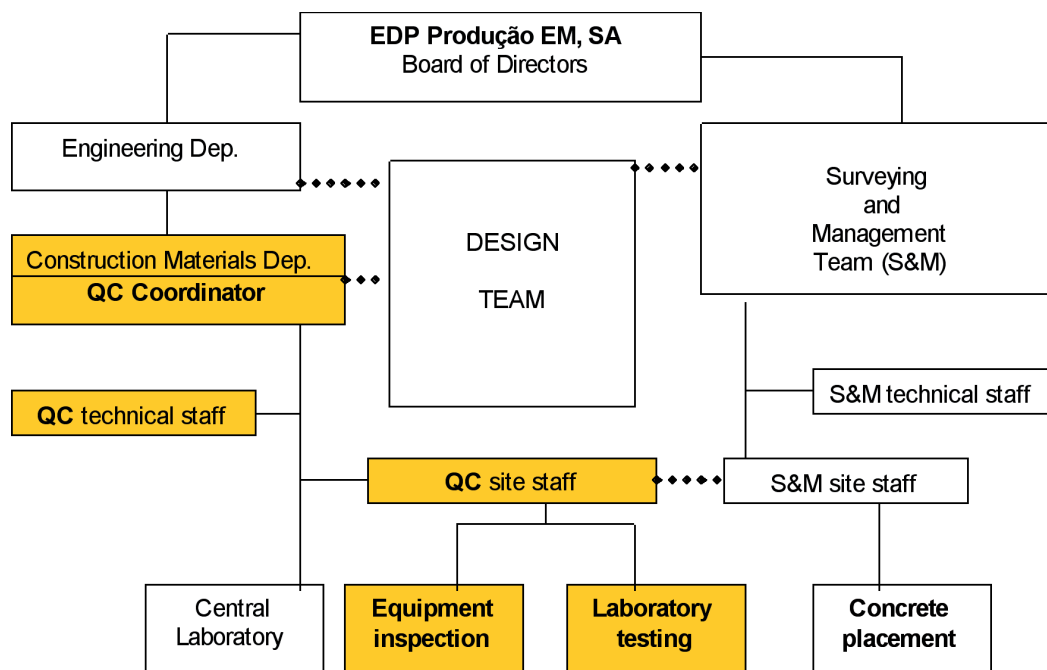 EDP Produção EM, SA
Board of Directors
Engineering Dep.
Surveying
and
Management
Team (S&M)
DESIGN
TEAM
Construction Materials Dep.
QC Coordinator
S&M technical staff
QC technical staff
QC site staff
S&M site staff
Central
Laboratory
Equipment
inspection
Laboratory
testing
Concrete
placement